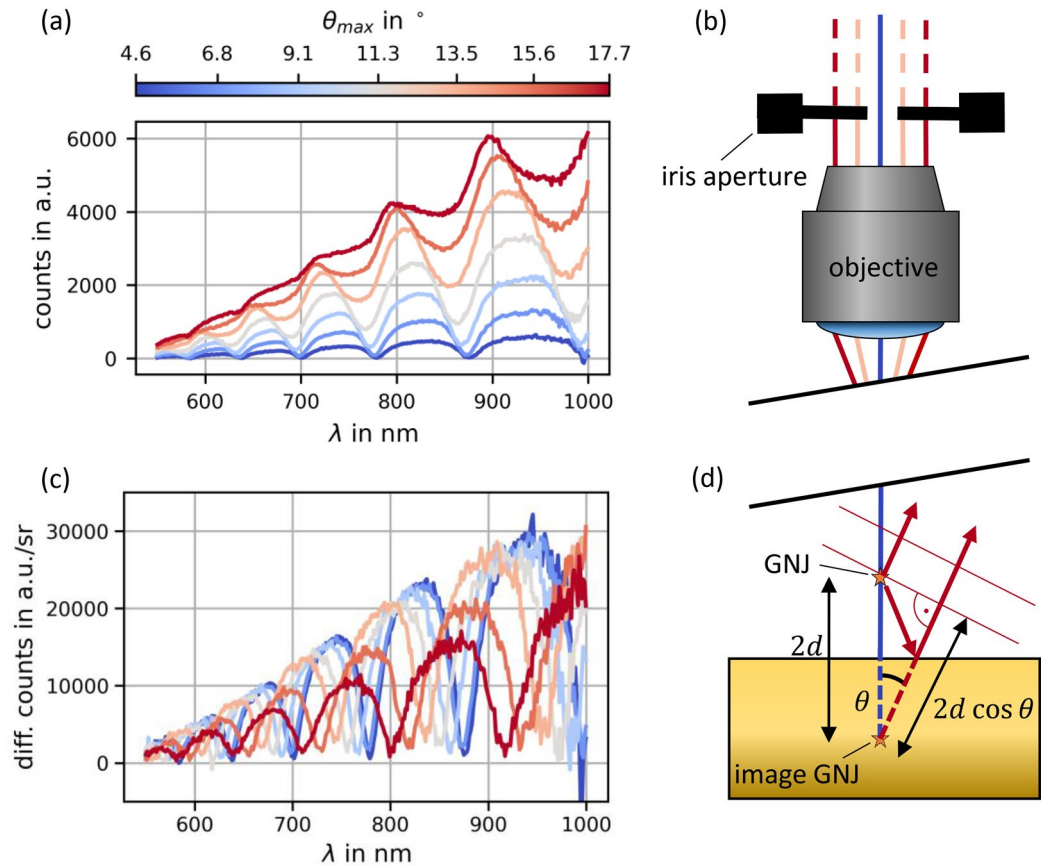 (a)
θmax in °
4.6 6.8 9.1 11.3 13.5 15.6 17.7
6000
4000
2000
0
counts in a.u.
600 700 800 900 1000
λ in nm
(b)
iris aperture
objective
(c)
30000
20000
10000
0
diff. counts in a.u./sr
600 700 800 900 1000
λ in nm
(d)
GNJ
2d
θ
2d cos θ
image GNJ